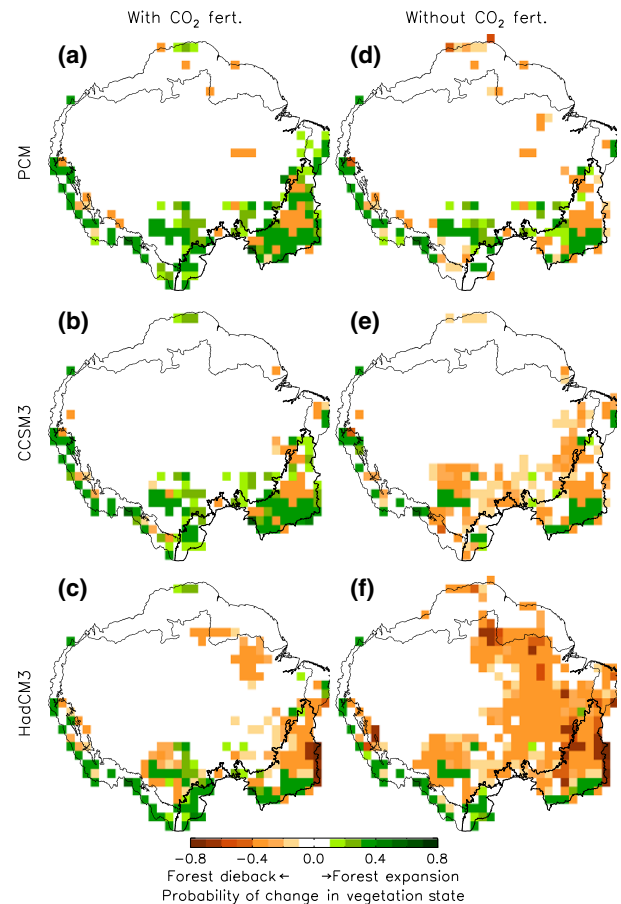 With CO₂ fert.
Without CO₂ fert.
(a)
(d)
PCM
(b)
(e)
CCSM3
(c)
(f)
HadCM3
−0.8 −0.4 0.0 0.4 0.8
Forest dieback← →Forest expansion
Probability of change in vegetation state